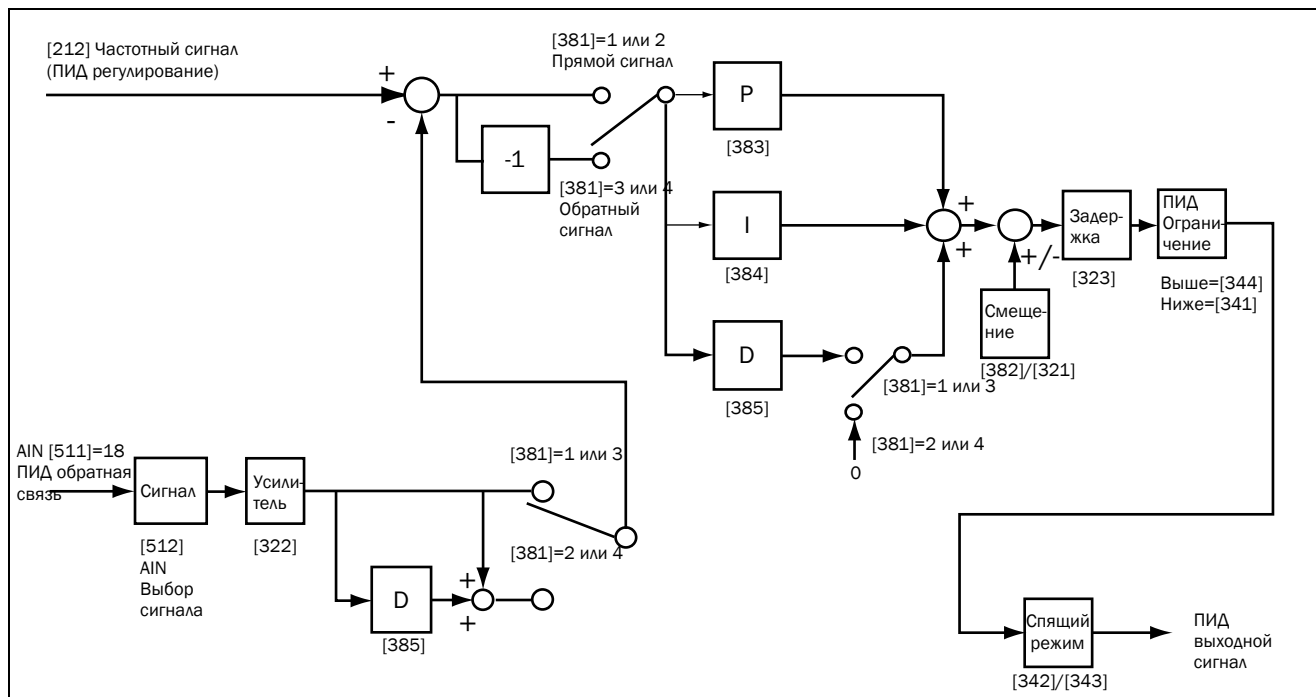 [212] Частотный сигнал
(ПИД регулирование)
+
-
[381]=1 или 2
Прямой сигнал
-1
[381]=3 или 4
Обратный
сигнал
P
[383]
I
[384]
D
[385]
[381]=1 или 3
[381]=2 или 4
0
+
+
+/-
Смеще-
ние
[382]/[321]
Задер-
жка
[323]
ПИД
Ограни-
чение
Выше=[344]
Ниже=[341]
AIN [511]=18
ПИД обратная
связь
Сигнал
[512]
AIN
Выбор
сигнала
Усили-
тель
[322]
[381]=1 или 3
[381]=2 или 4
D
[385]
+
+
Спящий
режим
[342]/[343]
ПИД
выходной
сигнал